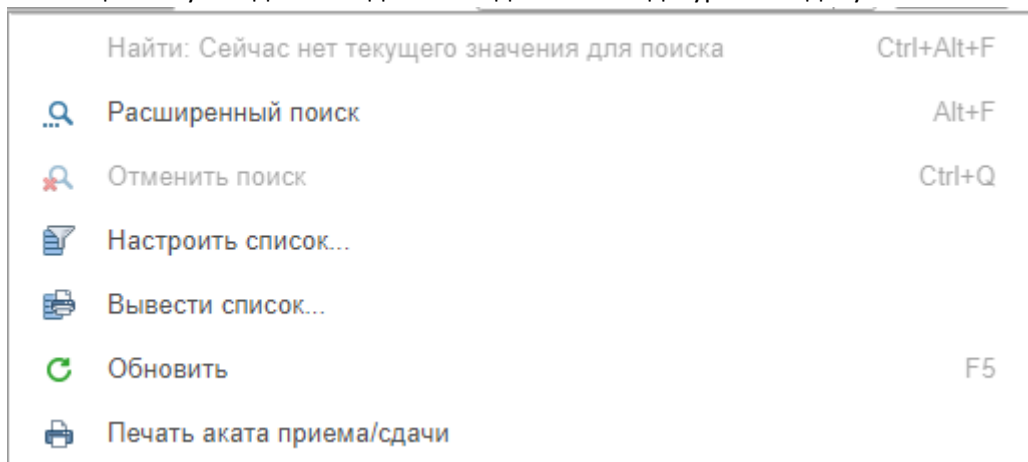 Найти: Сейчас нет текущего значения для поиска Ctrl+Alt+F
Расширенный поиск Alt+F
Отменить поиск Ctrl+Q
Настроить список...
Вывести список...
Обновить F5
Печать аката приема/сдачи